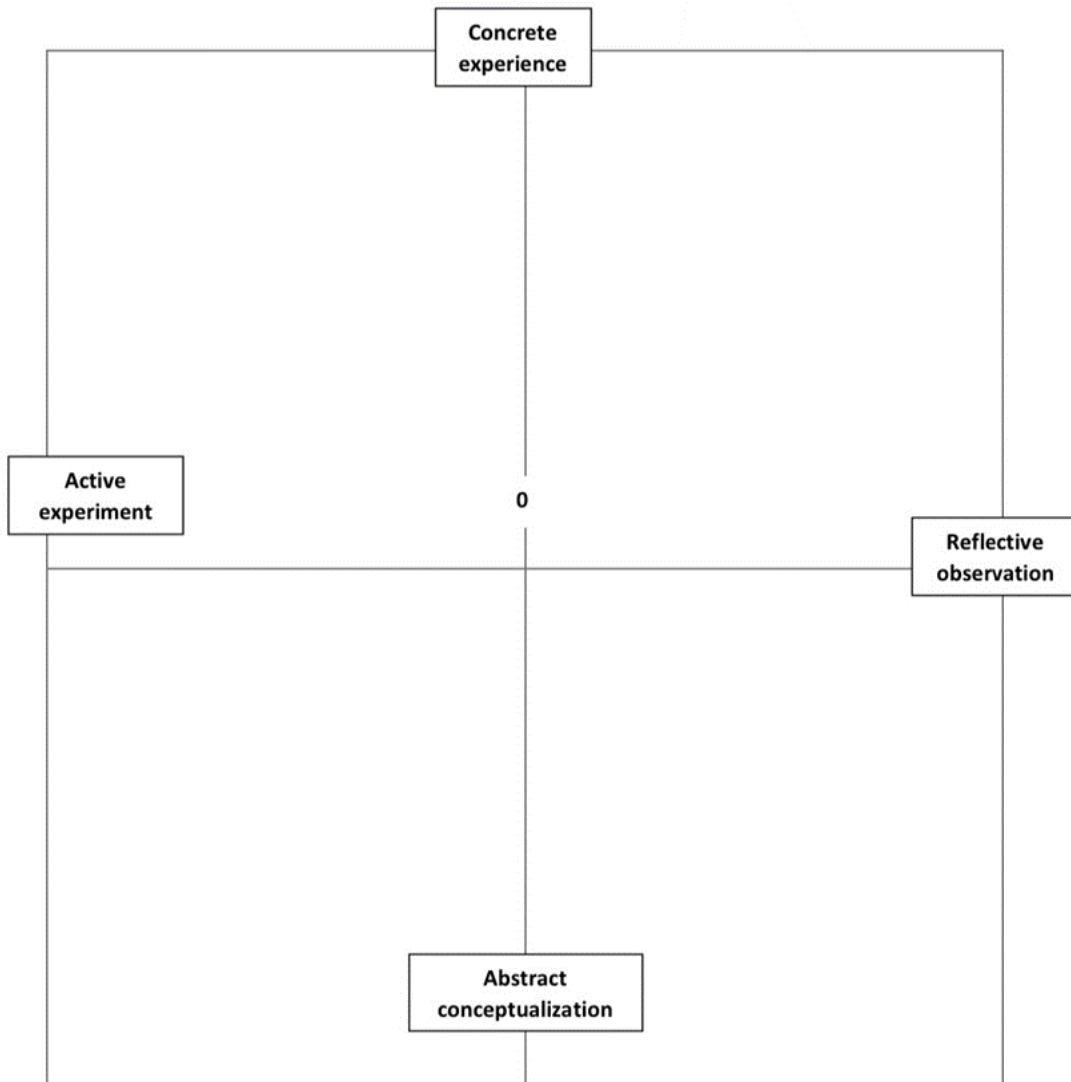 Concrete
experience
Active
experiment
0
Reflective
observation
Abstract
conceptualization